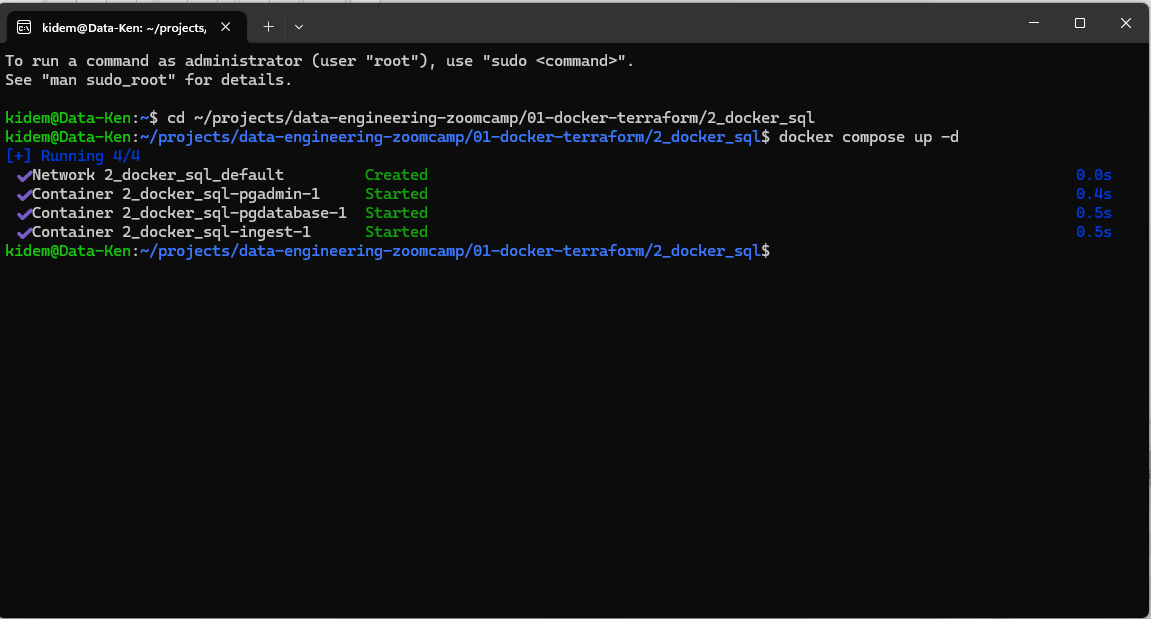 kidem@Data-Ken: ~/projects,
To run a command as administrator (user "root"), use "sudo <command>".
See "man sudo_root" for details.
kidem@Data-Ken:~$ cd ~/projects/data-engineering-zoomcamp/01-docker-terraform/2_docker_sql
kidem@Data-Ken:~/projects/data-engineering-zoomcamp/01-docker-terraform/2_docker_sql$ docker compose up -d
[+] Running 4/4
✔Network 2_docker_sql_default Created 0.0s
✔Container 2_docker_sql-pgadmin-1 Started 0.4s
✔Container 2_docker_sql-pgdatabase-1 Started 0.5s
✔Container 2_docker_sql-ingest-1 Started 0.5s
kidem@Data-Ken:~/projects/data-engineering-zoomcamp/01-docker-terraform/2_docker_sql$